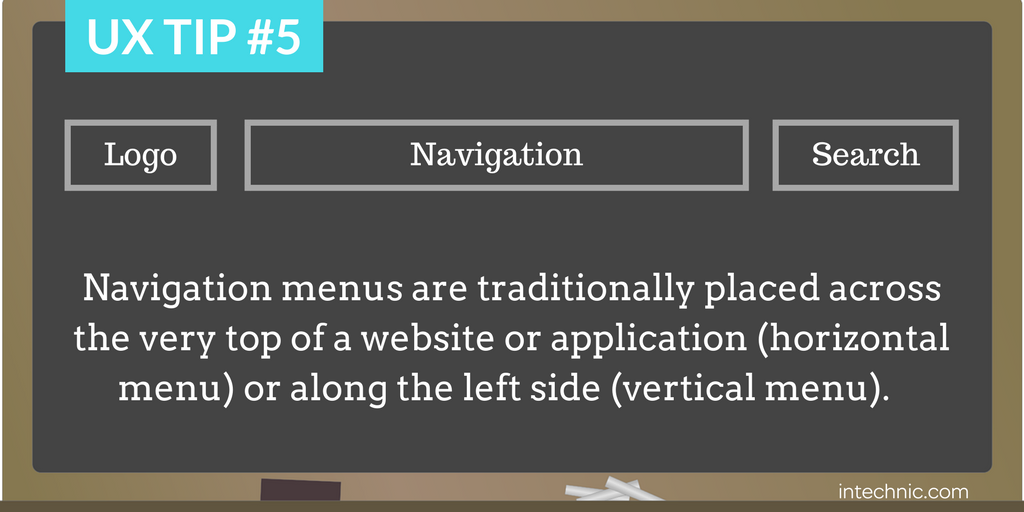 UX TIP #5
Logo Navigation Search
Navigation menus are traditionally placed across
the very top of a website or application (horizontal
menu) or along the left side (vertical menu).
intechnic.com